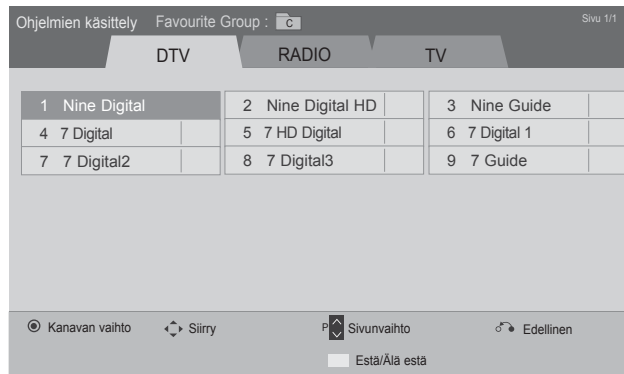 Ohjelmien käsittely Favourite Group : C Sivu 1/1
DTV RADIO TV
1 Nine Digital 2 Nine Digital HD 3 Nine Guide
4 7 Digital 5 7 HD Digital 6 7 Digital 1
7 7 Digital2 8 7 Digital3 9 7 Guide
Kanavan vaihto Siirry P Sivunvaihto Edellinen
Estä/Älä estä